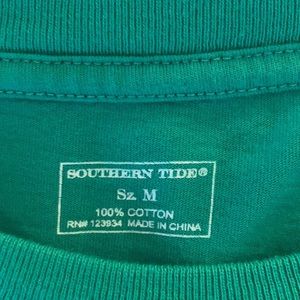 SOUTHERN TIDE®
Sz. M
100% COTTON
RN# 123934 MADE IN CHINA